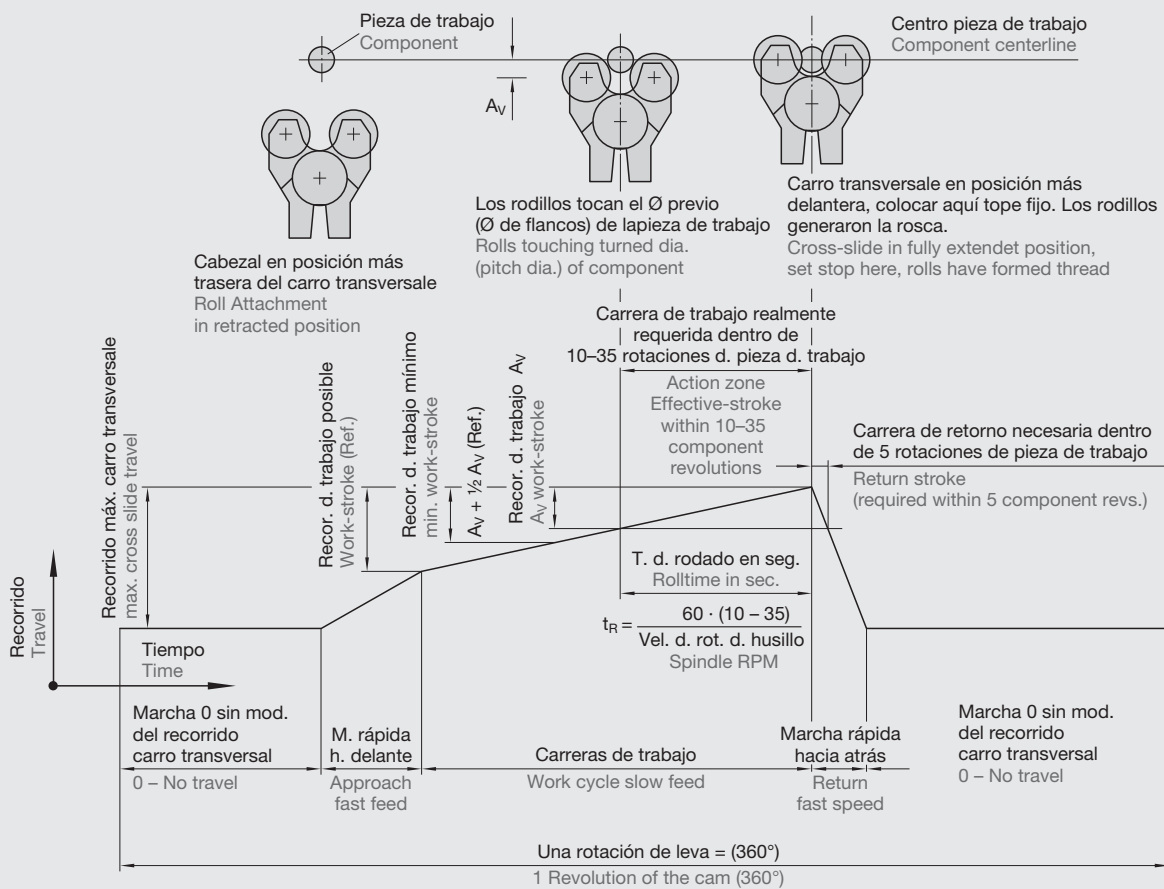 Pieza de trabajo
Component
Centro pieza de trabajo
Component centerline
AV
Cabezal en posición más
trasera del carro transversale
Roll Attachment
in retracted position
Los rodillos tocan el Ø previo
(Ø de flancos) de lapieza de trabajo
Rolls touching turned dia.
(pitch dia.) of component
Carro transversale en posición más
delantera, colocar aquí tope fijo. Los rodillos
generaron la rosca.
Cross-slide in fully extendet position,
set stop here, rolls have formed thread
Carrera de trabajo realmente
requerida dentro de
10–35 rotaciones d. pieza d. trabajo
Action zone
Effective-stroke
within 10–35
component
revolutions
Carrera de retorno necesaria dentro
de 5 rotaciones de pieza de trabajo
Return stroke
(required within 5 component revs.)
Recorrido máx. carro transversale
max. cross slide travel
Recor. d. trabajo posible
Work-stroke (Ref.)
Recor. d. trabajo mínimo
min. work-stroke
AV + ½ AV (Ref.)
Recor. d. trabajo AV
AV work-stroke
T. d. rodado en seg.
Rolltime in sec.
tR = 60 · (10 – 35)
Vel. d. rot. d. husillo
Spindle RPM
Recorrido
Travel
Tiempo
Time
Marcha 0 sin mod.
del recorrido
carro transversal
0 – No travel
M. rápida
h. delante
Approach
fast feed
Carreras de trabajo
Work cycle slow feed
Marcha rápida
hacia atrás
Return
fast speed
Marcha 0 sin mod.
del recorrido
carro transversal
0 – No travel
Una rotación de leva = (360°)
1 Revolution of the cam (360°)